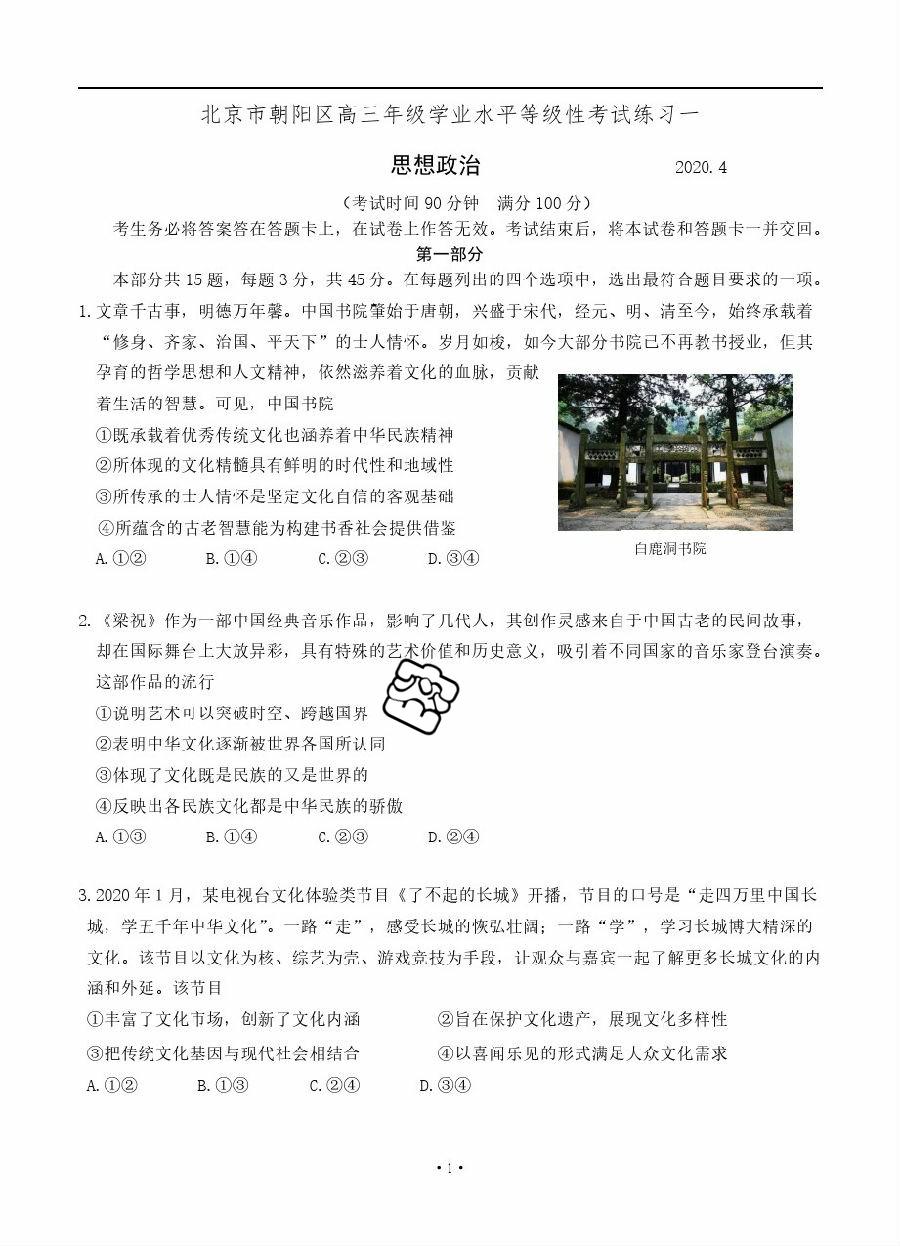 北京市朝阳区高三年级学业水平等级性考试练习一
思想政治 2020.4
（考试时间 90 分钟 满分 100 分）
考生务必将答案答在答题卡上，在试卷上作答无效。考试结束后，将本试卷和答题卡一并交回。
第一部分
本部分共 15 题，每题 3 分，共 45 分。在每题列出的四个选项中，选出最符合题目要求的一项。
1. 文章千古事，明德万年馨。中国书院肇始于唐朝，兴盛于宋代，经元、明、清至今，始终承载着
“修身、齐家、治国、平天下”的士人情怀。岁月如梭，如今大部分书院已不再教书授业，但其
孕育的哲学思想和人文精神，依然滋养着文化的血脉，贡献
着生活的智慧。可见，中国书院
①既承载着优秀传统文化也涵养着中华民族精神
②所体现的文化精髓具有鲜明的时代性和地域性
③所传承的士人情怀是坚定文化自信的客观基础
④所蕴含的古老智慧能为构建书香社会提供借鉴
A.①② B.①④ C.②③ D.③④
白鹿洞书院
2. 《梁祝》作为一部中国经典音乐作品，影响了几代人，其创作灵感来自于中国古老的民间故事，
却在国际舞台上大放异彩，具有特殊的艺术价值和历史意义，吸引着不同国家的音乐家登台演奏。
这部作品的流行
①说明艺术可以突破时空、跨越国界
②表明中华文化逐渐被世界各国所认同
③体现了文化既是民族的又是世界的
④反映出各民族文化都是中华民族的骄傲
A.①③ B.①④ C.②③ D.②④
3. 2020 年 1 月，某电视台文化体验类节目《了不起的长城》开播，节目的口号是“走四万里中国长
城，学五千年中华文化”。一路“走”，感受长城的恢弘壮阔；一路“学”，学习长城博大精深的
文化。该节目以文化为核、综艺为壳、游戏竞技为手段，让观众与嘉宾一起了解更多长城文化的内
涵和外延。该节目
①丰富了文化市场，创新了文化内涵 ②旨在保护文化遗产，展现文化多样性
③把传统文化基因与现代社会相结合 ④以喜闻乐见的形式满足人众文化需求
A.①② B.①③ C.②④ D.③④
·1·